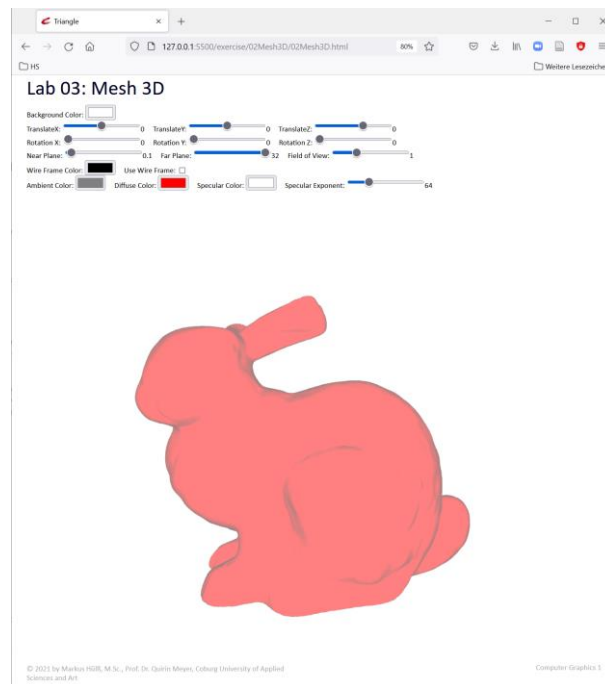 Triangle
127.0.0.1:5500/exercise/02Mesh3D/02Mesh3D.html 80%
HS Weitere Lesezeichen
Lab 03: Mesh 3D
Background Color:
TranslateX: 0 TranslateY: 0 TranslateZ: 0
Rotation X: 0 Rotation Y: 0 Rotation Z: 0
Near Plane: 0.1 Far Plane: 32 Field of View: 1
Wire Frame Color: Use Wire Frame:
Ambient Color: Diffuse Color: Specular Color: Specular Exponent: 64
© 2021 by Markus M.Sc., Prof. Dr. Quirin Meyer, Coburg University of Applied Computer Graphics 1
Sciences and Art